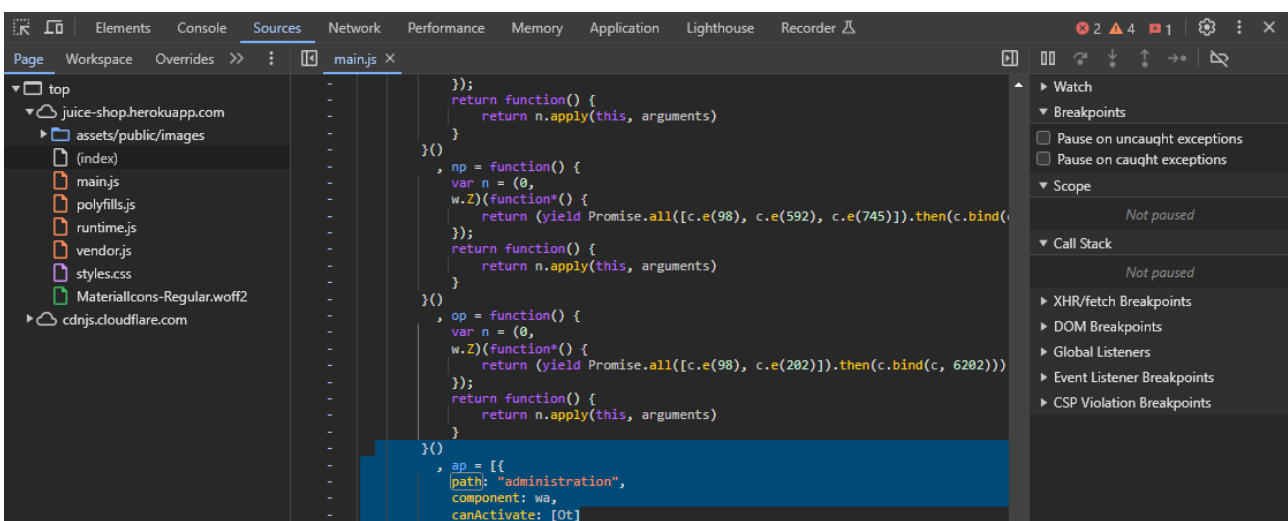 Elements Console Sources Network Performance Memory Application Lighthouse Recorder 2 4 1
Page Workspace Overrides main.js
top
juice-shop.herokuapp.com
assets/public/images
(index)
main.js
polyfills.js
runtime.js
vendor.js
styles.css
MaterialIcons-Regular.woff2
cdnjs.cloudflare.com
- });
- return function() {
- return n.apply(this, arguments)
- }
- }()
- , np = function() {
- var n = (0,
- w.Z)(function*() {
- return (yield Promise.all([c.e(98), c.e(592), c.e(745)]).then(c.bind(
- });
- return function() {
- return n.apply(this, arguments)
- }
- }()
- , op = function() {
- var n = (0,
- w.Z)(function*() {
- return (yield Promise.all([c.e(98), c.e(202)]).then(c.bind(c, 6202)))
- });
- return function() {
- return n.apply(this, arguments)
- }
- }()
- , ap = [{
- path: "administration",
- component: wa,
- canActivate: [Ot]
Watch
Breakpoints
Pause on uncaught exceptions
Pause on caught exceptions
Scope
Not paused
Call Stack
Not paused
XHR/fetch Breakpoints
DOM Breakpoints
Global Listeners
Event Listener Breakpoints
CSP Violation Breakpoints